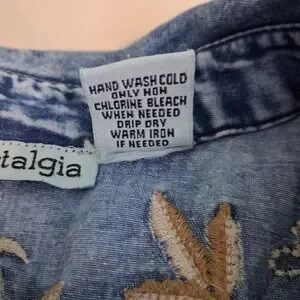 HAND WASH COLD
ONLY NON
CHLORINE BLEACH
WHEN NEEDED
DRIP DRY
WARM IRON
IF NEEDED
talgia